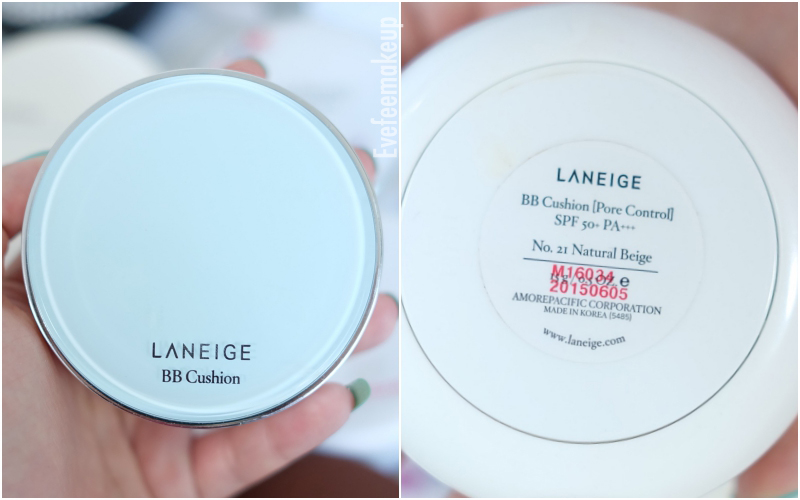 LANEIGE
BB Cushion
Evefeemakeup
LANEIGE
BB Cushion [Pore Control]
SPF 50+ PA+++
No. 21 Natural Beige
M16034
e
20150605
AMOREPACIFIC CORPORATION
MADE IN KOREA [5485]
www.laneige.com